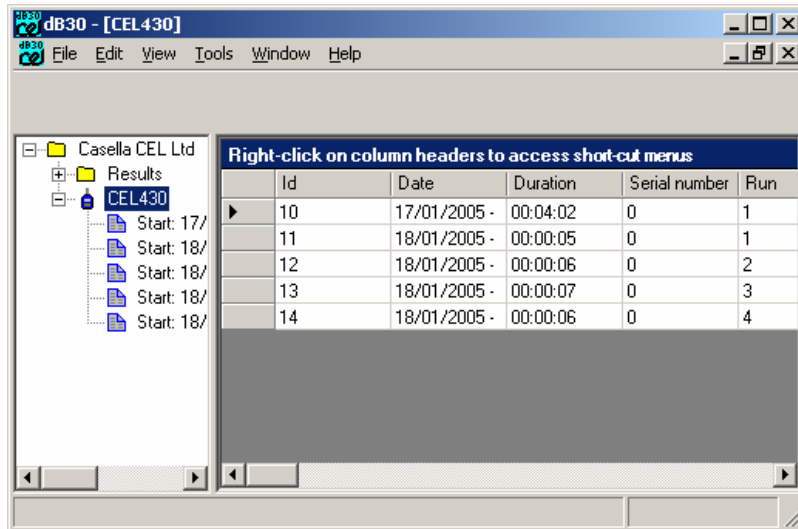 dB30 - [CEL430]
File Edit View Tools Window Help
Casella CEL Ltd
Results
CEL430
Start: 17/
Start: 18/
Start: 18/
Start: 18/
Start: 18/
Right-click on column headers to access short-cut menus
Id Date Duration Serial number Run
10 17/01/2005 - 00:04:02 0 1
11 18/01/2005 - 00:00:05 0 1
12 18/01/2005 - 00:00:06 0 2
13 18/01/2005 - 00:00:07 0 3
14 18/01/2005 - 00:00:06 0 4